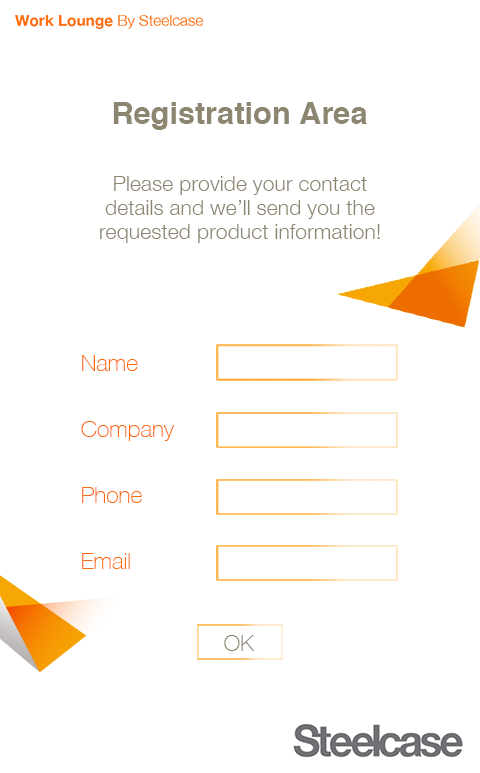 Work Lounge By Steelcase
Registration Area
Please provide your contact
details and we’ll send you the
requested product information!
Name
Company
Phone
Email
OK
Steelcase